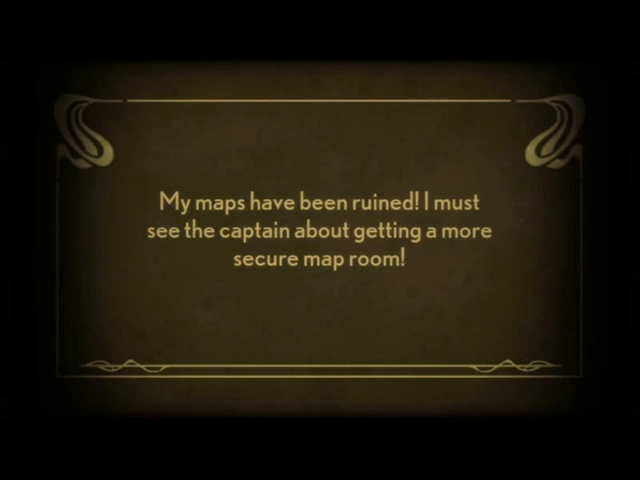 My maps have been ruined! I must
see the captain about getting a more
secure map room!